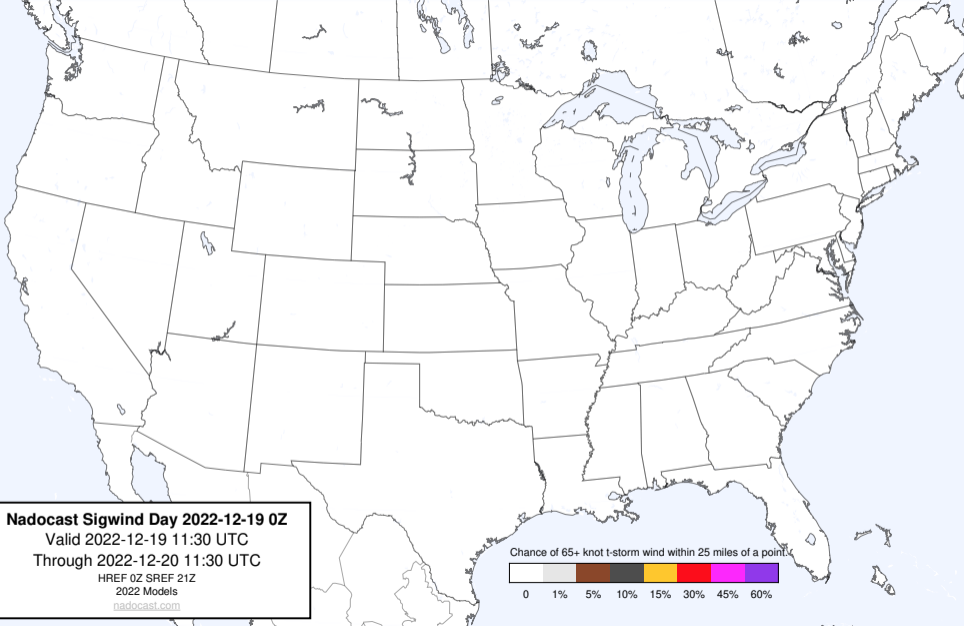 Nadocast Sigwind Day 2022-12-19 0Z
Valid 2022-12-19 11:30 UTC
Through 2022-12-20 11:30 UTC
HREF 0Z SREF 21Z
2022 Models
nadocast.com
Chance of 65+ knot t-storm wind within 25 miles of a point.
0 1% 5% 10% 15% 30% 45% 60%